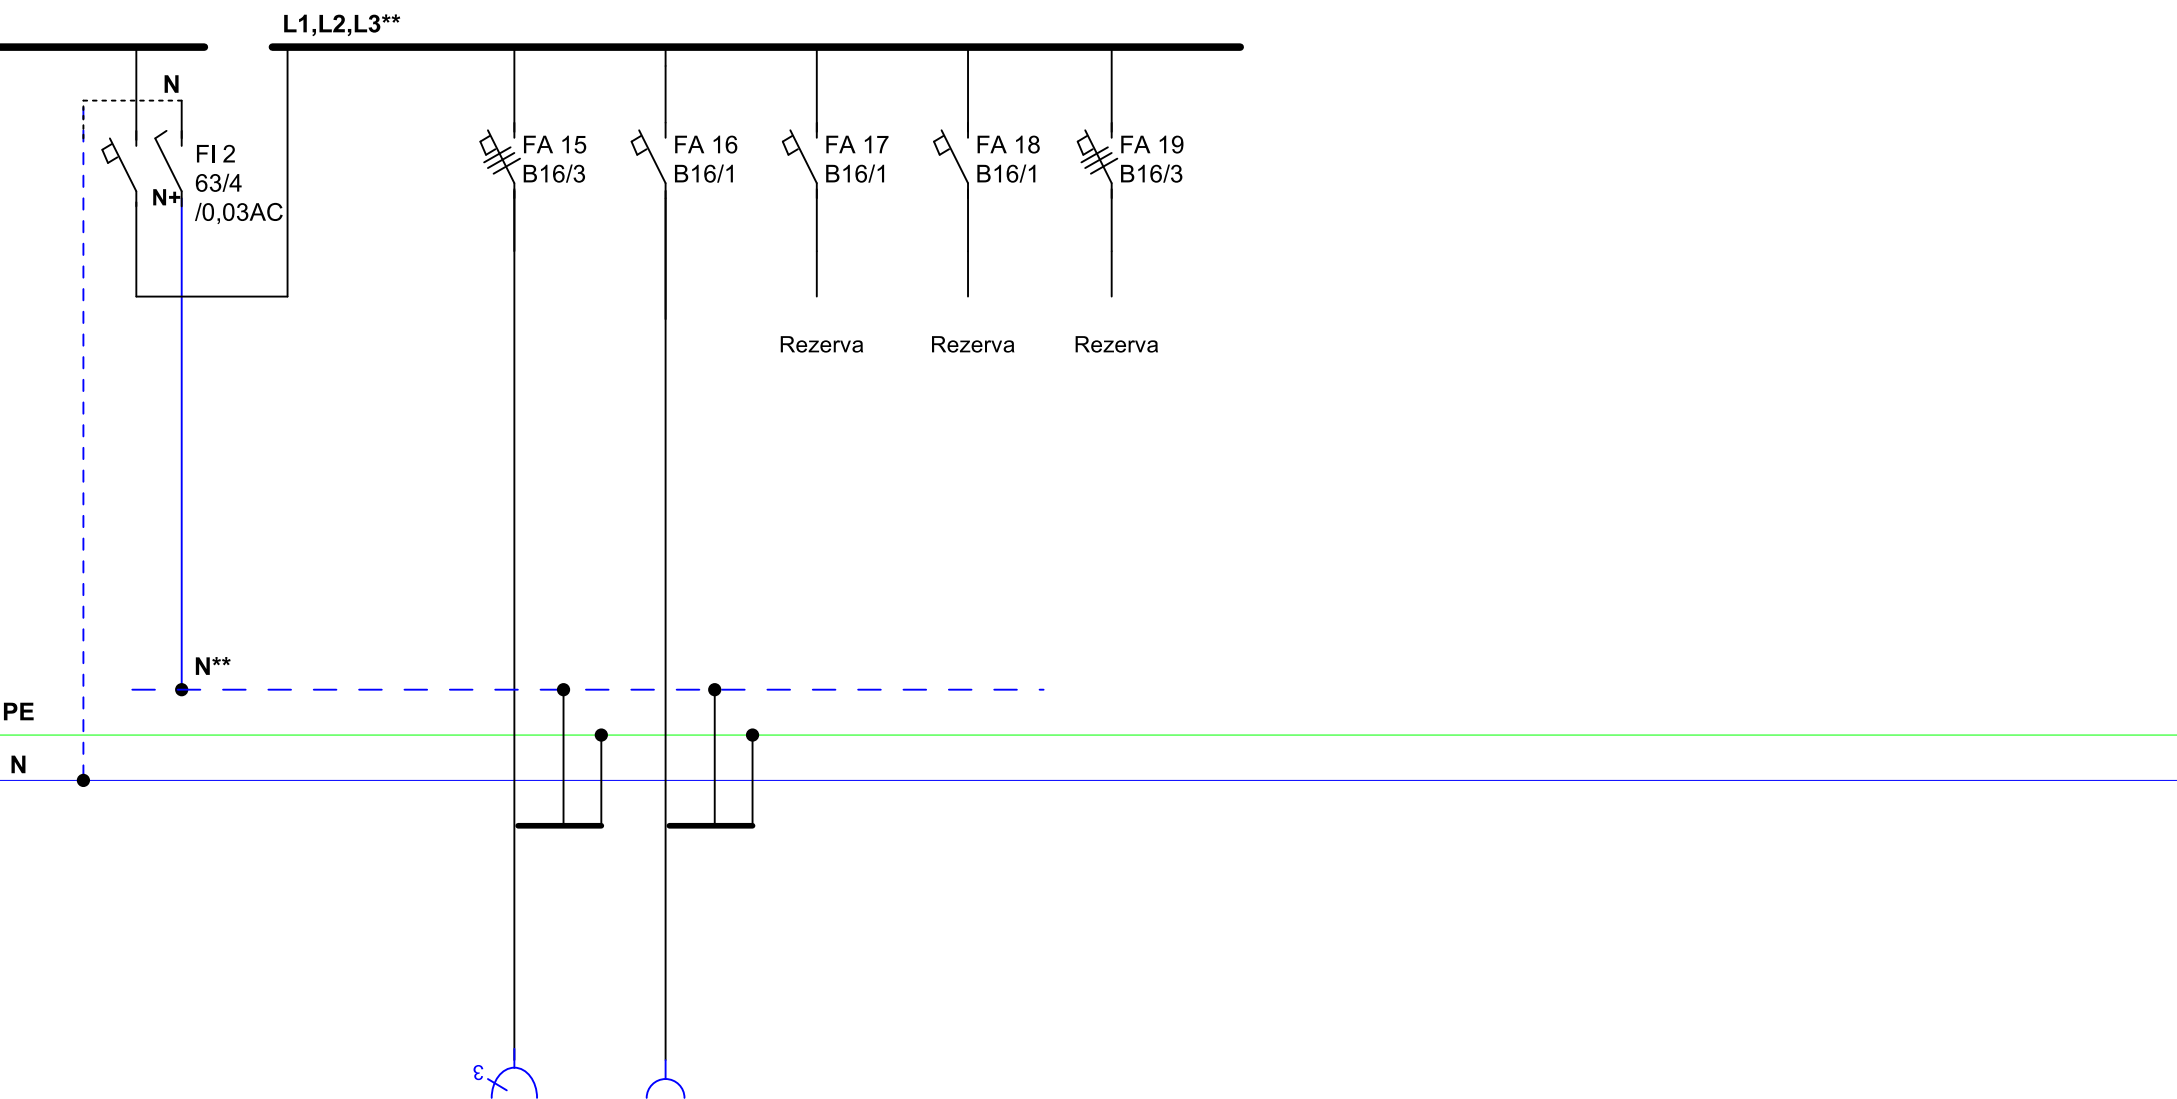 L1,L2,L3**
N
FI 2
63/4
/0,03AC
N+
FA 15
B16/3
FA 16
B16/1
FA 17
B16/1
FA 18
B16/1
FA 19
B16/3
Rezerva
Rezerva
Rezerva
N**
PE
N
3